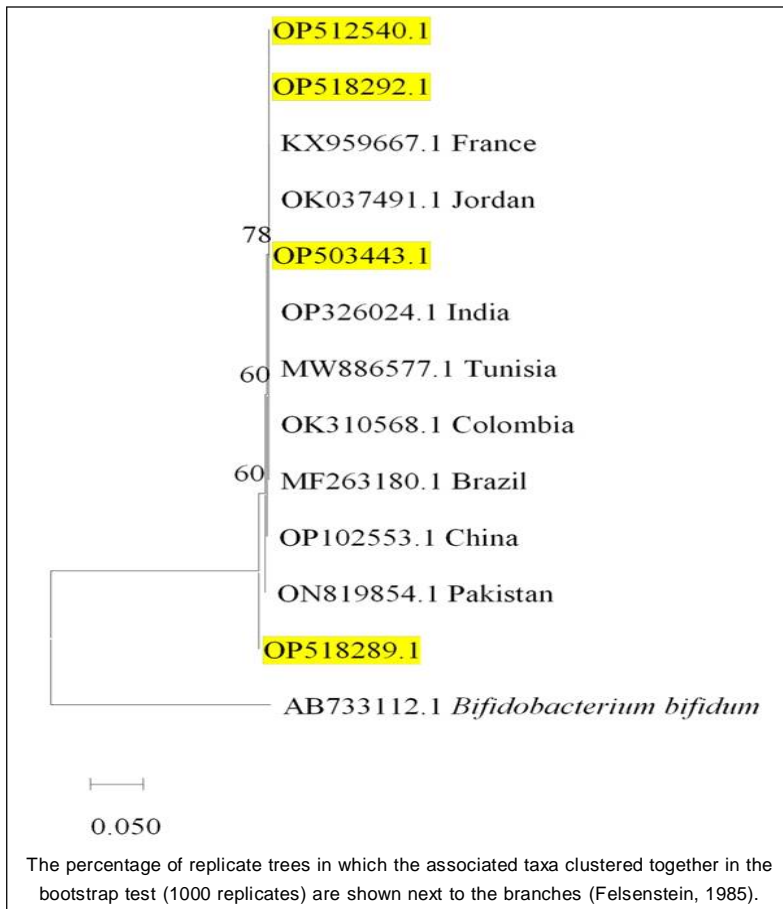 OP512540.1
OP518292.1
KX959667.1 France
OK037491.1 Jordan
78
OP503443.1
OP326024.1 India
60
MW886577.1 Tunisia
OK310568.1 Colombia
60
MF263180.1 Brazil
OP102553.1 China
ON819854.1 Pakistan
OP518289.1
AB733112.1 Bifidobacterium bifidum
0.050
The percentage of replicate trees in which the associated taxa clustered together in the
bootstrap test (1000 replicates) are shown next to the branches (Felsenstein, 1985).